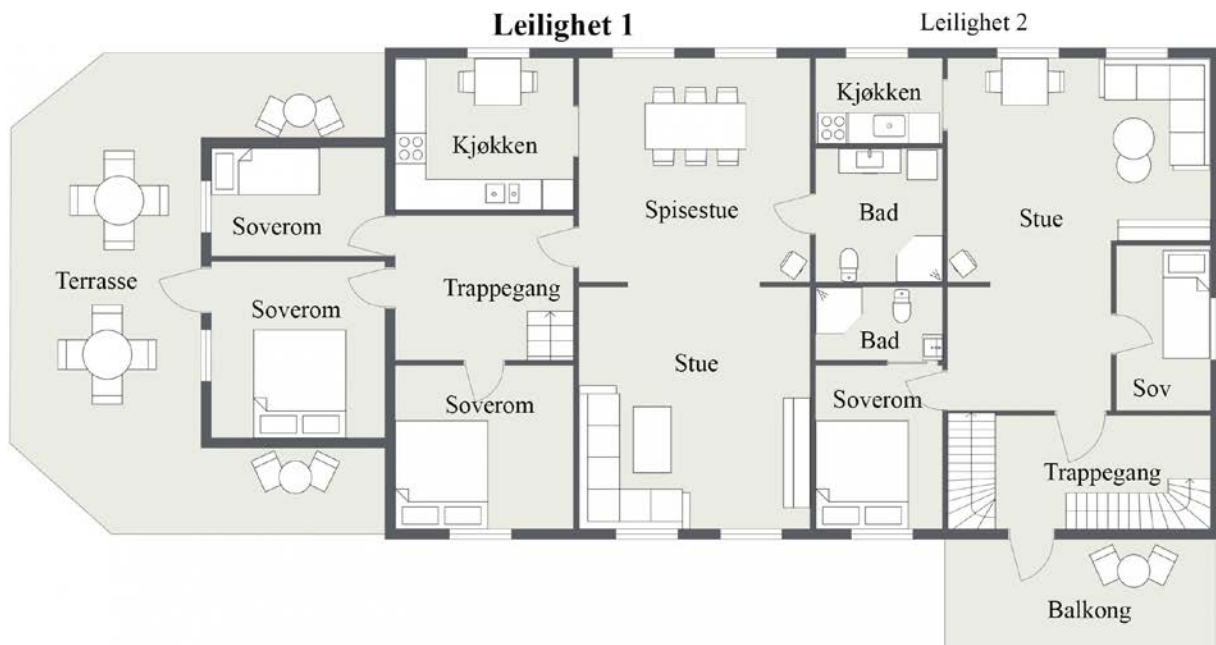 Leilighet 1
Leilighet 2
Kjøkken
Kjøkken
Spisestue
Bad
Stue
Soverom
Terrasse
Soverom
Trappegang
Bad
Stue
Soverom
Soverom
Sov
Trappegang
Balkong